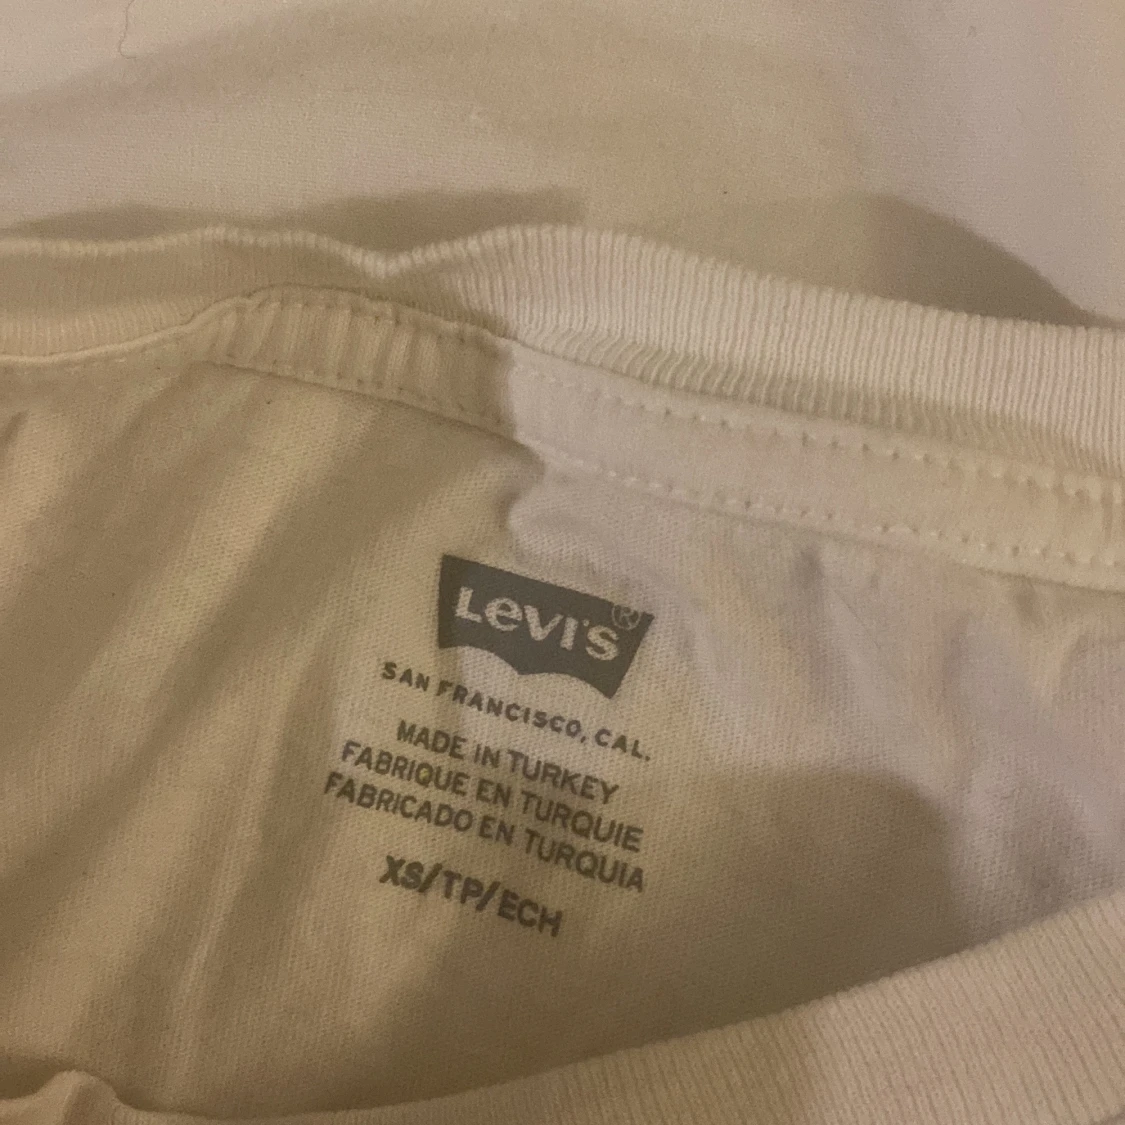 Levi's®
SAN FRANCISCO, CAL.
MADE IN TURKEY
FABRIQUE EN TURQUIE
FABRICADO EN TURQUIA
XS/TP/ECH